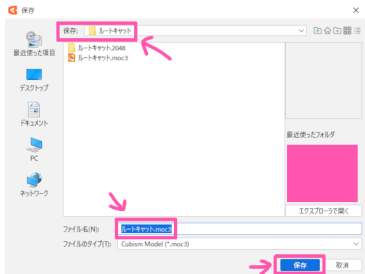 保存
保存: ルートキャット
最近使った項目
デスクトップ
ドキュメント
PC
ネットワーク
ルートキャット.2048
ルートキャット.moc3
最近使ったフォルダ
エクスプローラで開く
ファイル名(N): ルートキャット.moc3
ファイルのタイプ(T): Cubism Model (*.moc3)
保存 取消